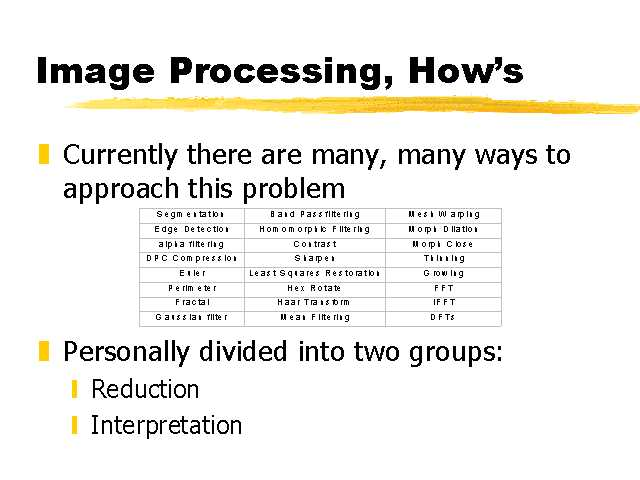 Image Processing, How’s
Currently there are many, many ways to
approach this problem
Segmentation Band Passfiltering Mesh Warping
Edge Detection Homomorphic Filtering Morph Dilation
alpha filtering Contrast Morph Close
DPC Compression Sharpen Thinning
Euler Least Squares Restoration Growing
Perimeter Hex Rotate FFT
Fractal Haar Transform IFFT
Gaussian filter Mean Filtering DFTs
Personally divided into two groups:
Reduction
Interpretation